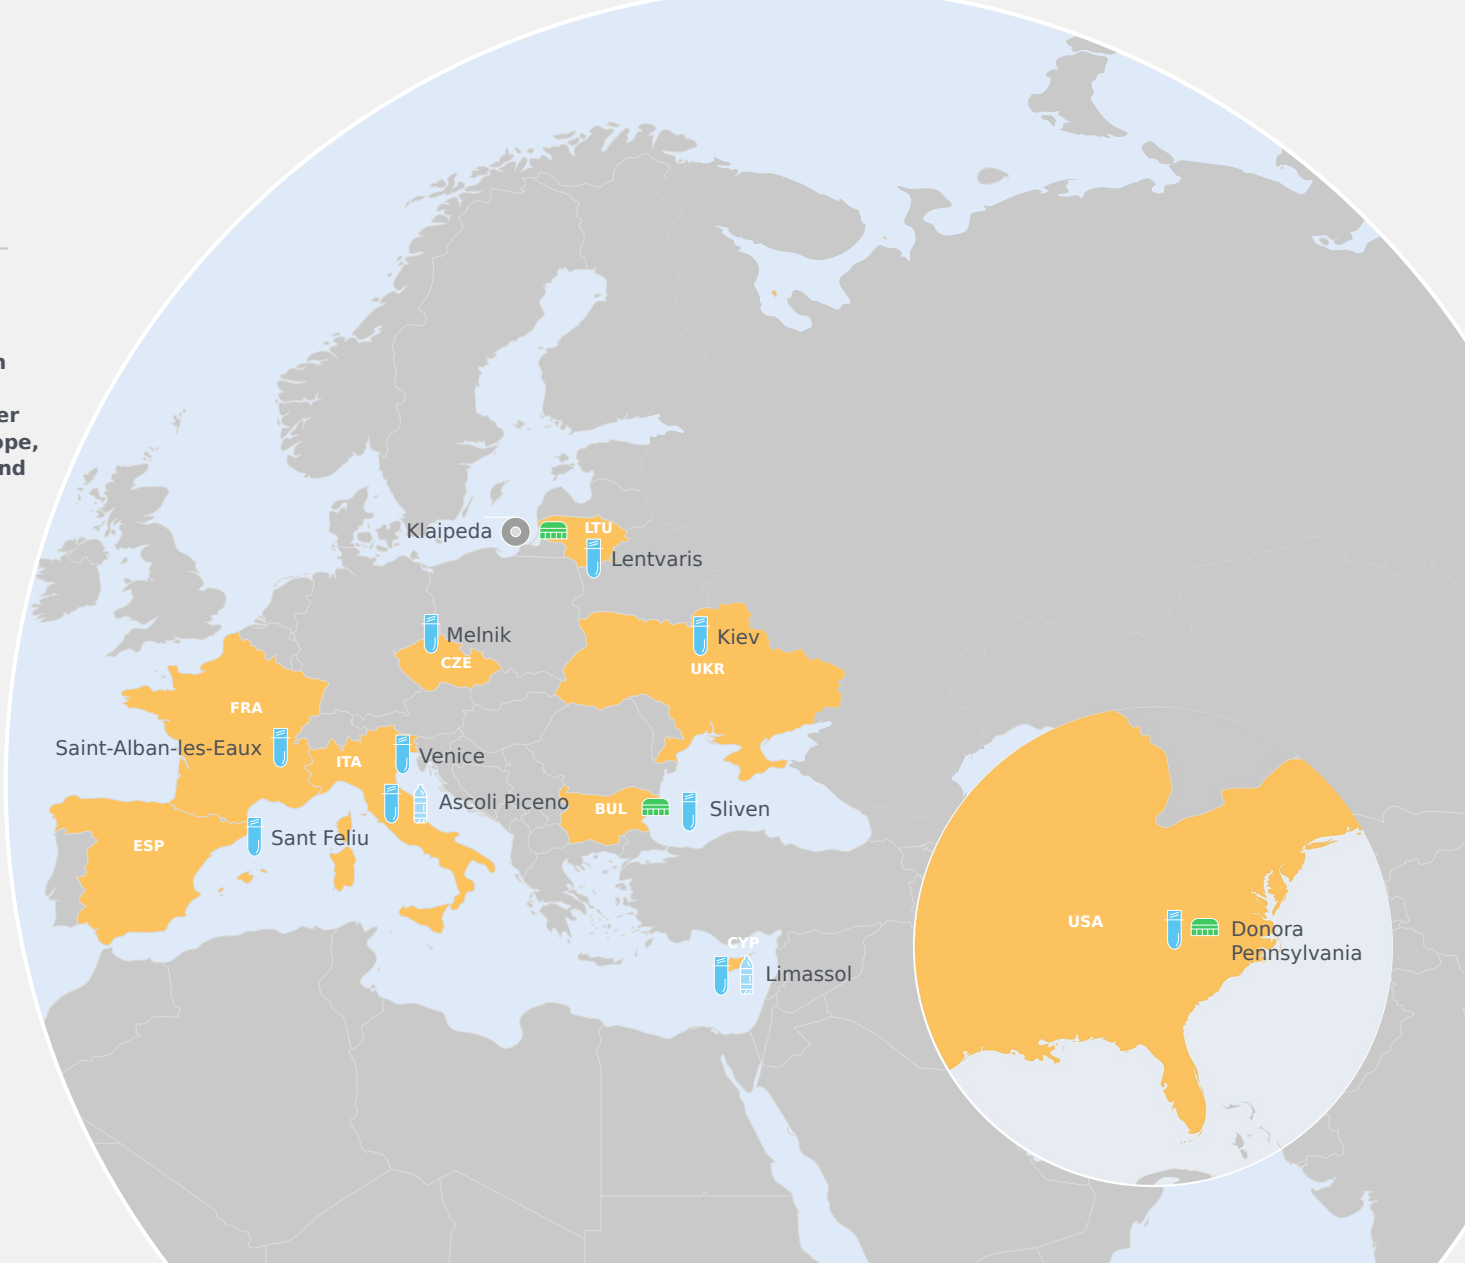 er
nd
Klaipeda
LTU
Lentvaris
Melnik
CZE
Kiev
UKR
FRA
Saint-Alban-les-Eaux
ITA
Venice
Ascoli Piceno
BUL
Sliven
ESP
Sant Feliu
CYP
Limassol
USA
Donora
Pennsylvania